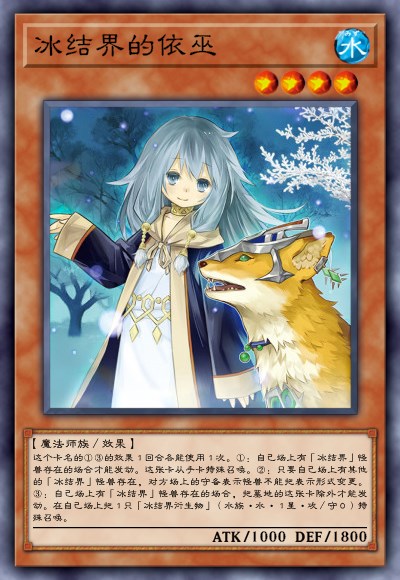 冰结界的依巫
水
【魔法师族/效果】
这个卡名的①③的效果1回合各能使用1次。①:自己场上有「冰结界」怪
兽存在的场合才能发动。这张卡从手卡特殊召唤。②:只要自己场上有其他
的「冰结界」怪兽存在,对方场上的守备表示怪兽不能把表示形式变更。
③:自己场上有「冰结界」怪兽存在的场合,把墓地的这张卡除外才能发
动。在自己场上把1只「冰结界衍生物」(水族·水·1星·攻/守0)特
殊召唤。
ATK/1000 DEF/1800